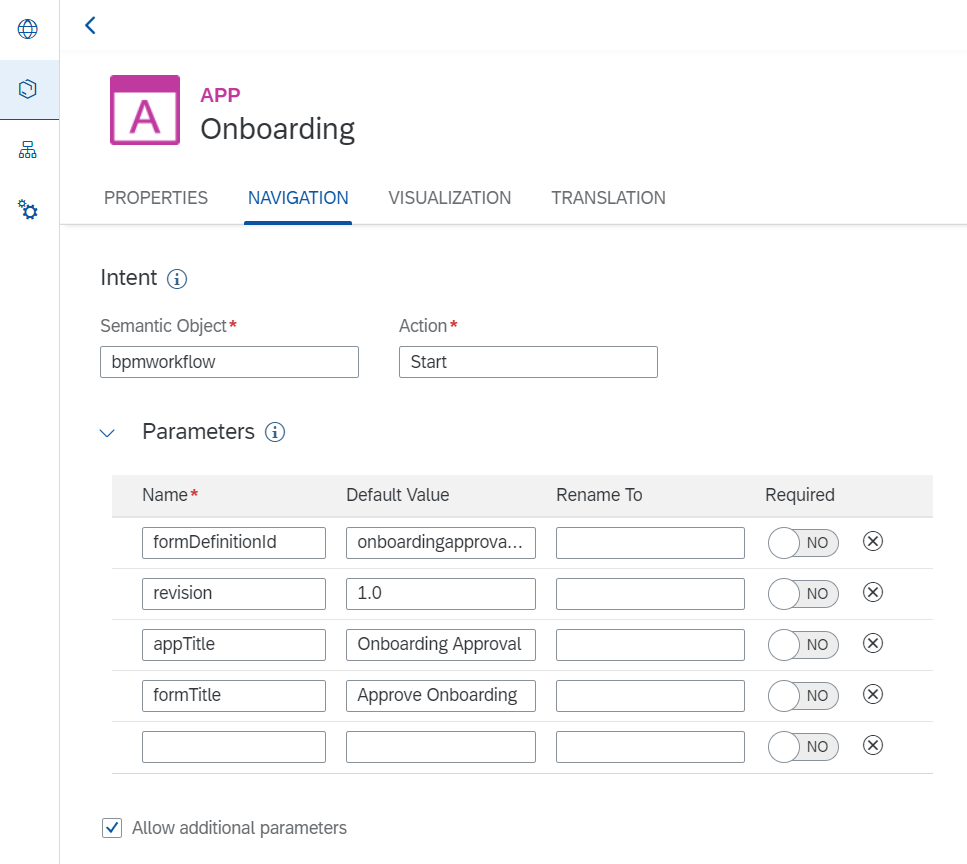 A
APP
Onboarding
PROPERTIES NAVIGATION VISUALIZATION TRANSLATION
Intent
Semantic Object* Action*
bpmworkflow Start
Parameters
Name* Default Value Rename To Required
formDefinitionId onboardingapprova... NO
revision 1.0 NO
appTitle Onboarding Approval NO
formTitle Approve Onboarding NO
NO
Allow additional parameters